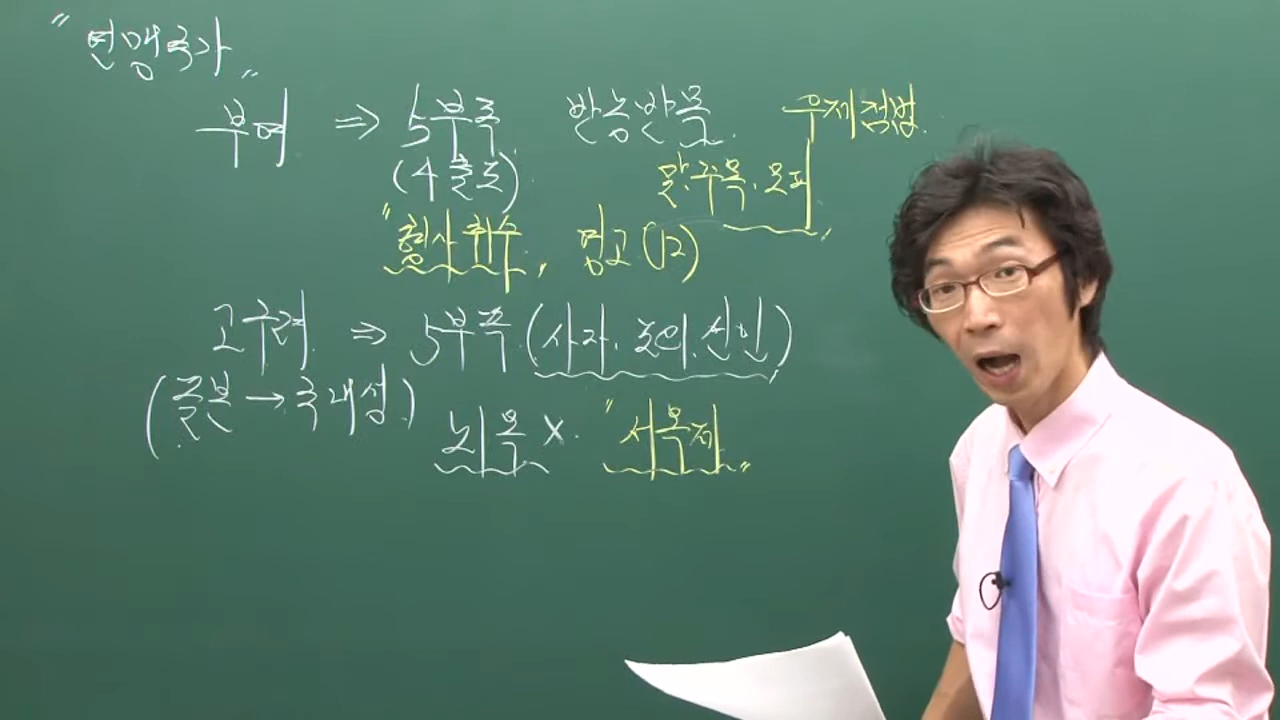 "연맹국가"
부여 ⇒ 5부족 반농반목. 우제점법.
(4출도). 말.주옥.모피
"형사취수", 영고(12)
고구려 ⇒ 5부족 (사자. 조의. 선인)
(졸본→국내성) 농목 X. "서옥제"